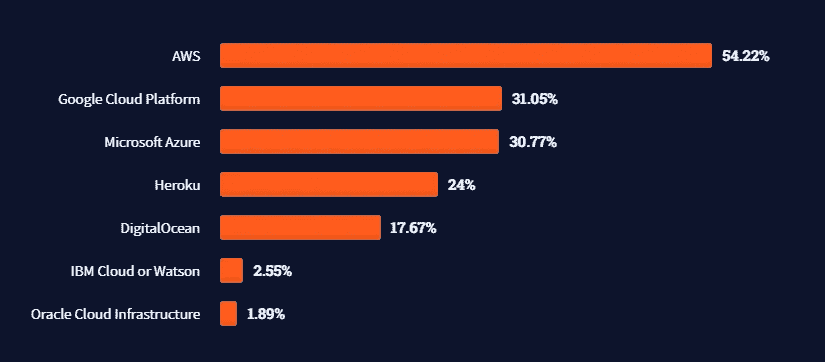 AWS 54.22%
Google Cloud Platform 31.05%
Microsoft Azure 30.77%
Heroku 24%
DigitalOcean 17.67%
IBM Cloud or Watson 2.55%
Oracle Cloud Infrastructure 1.89%